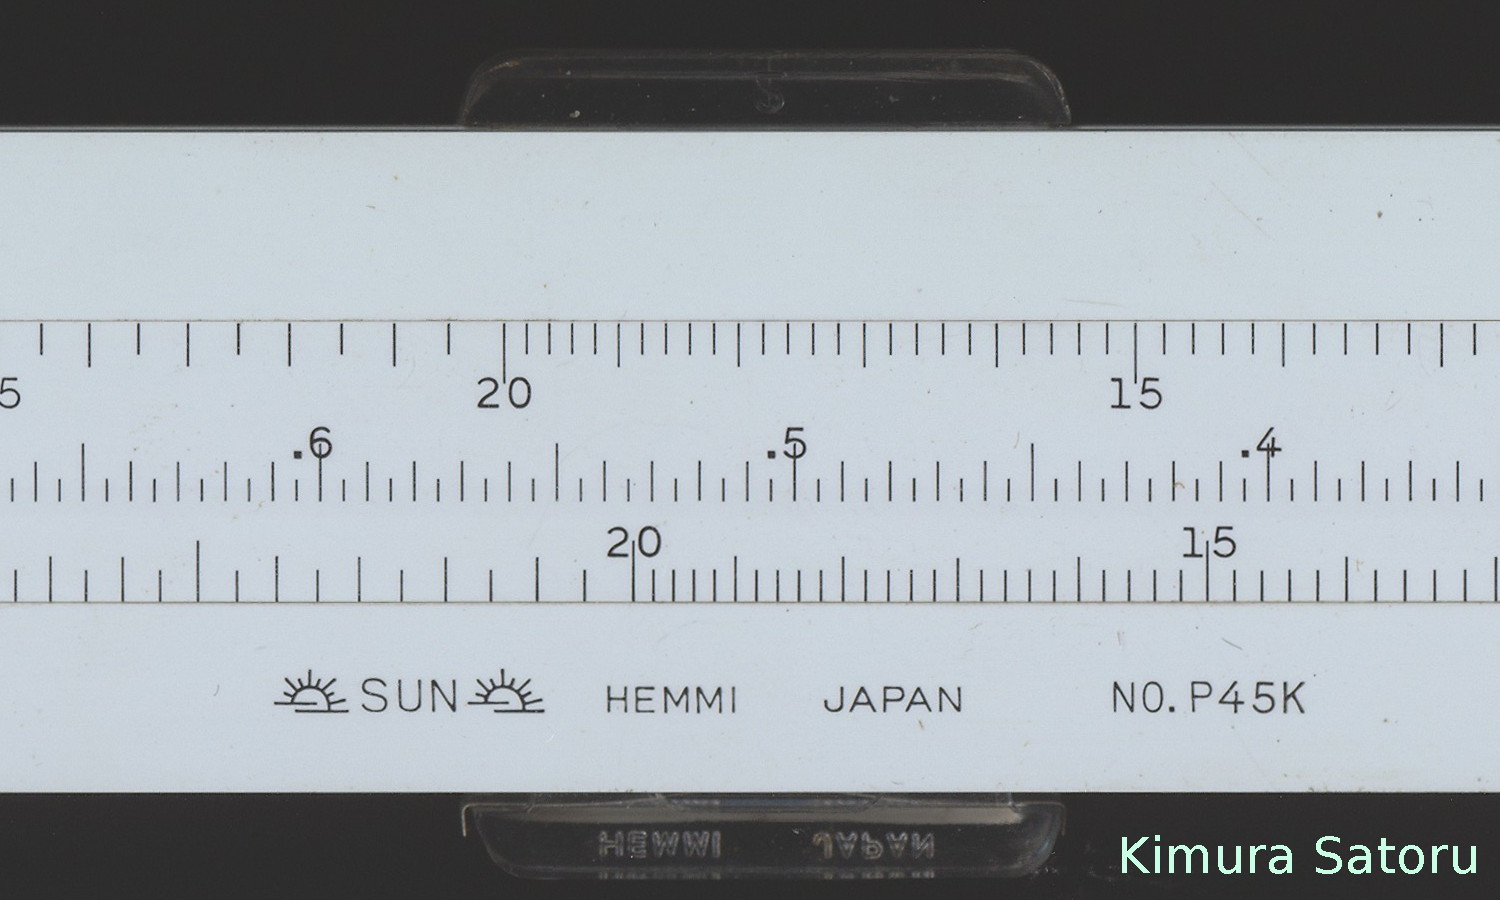 5 20 15
.6 .5 .4
20 15
SUN HEMMI JAPAN NO. P45K
HEMMI JAPAN
Kimura Satoru